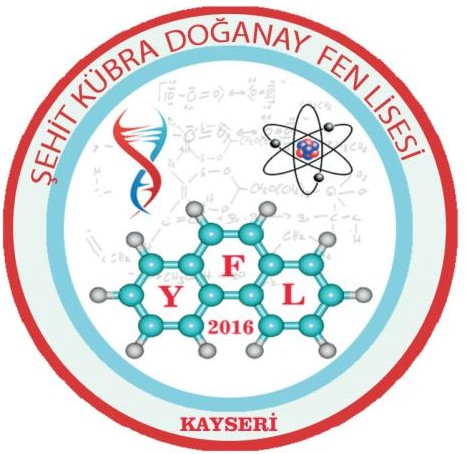 ŞEHİT KÜBRA DOĞANAY FEN LİSESİ
F
Y L
2016
KAYSERİ